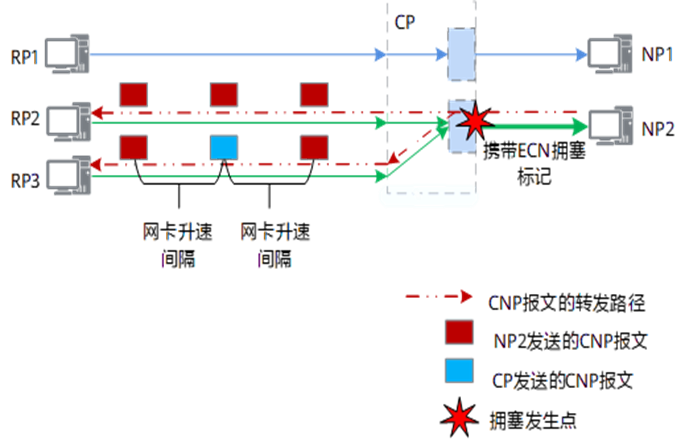 CP
RP1
NP1
RP2
NP2
携带ECN拥塞
标记
RP3
网卡升速
间隔
网卡升速
间隔
CNP报文的转发路径
NP2发送的CNP报文
CP发送的CNP报文
拥塞发生点